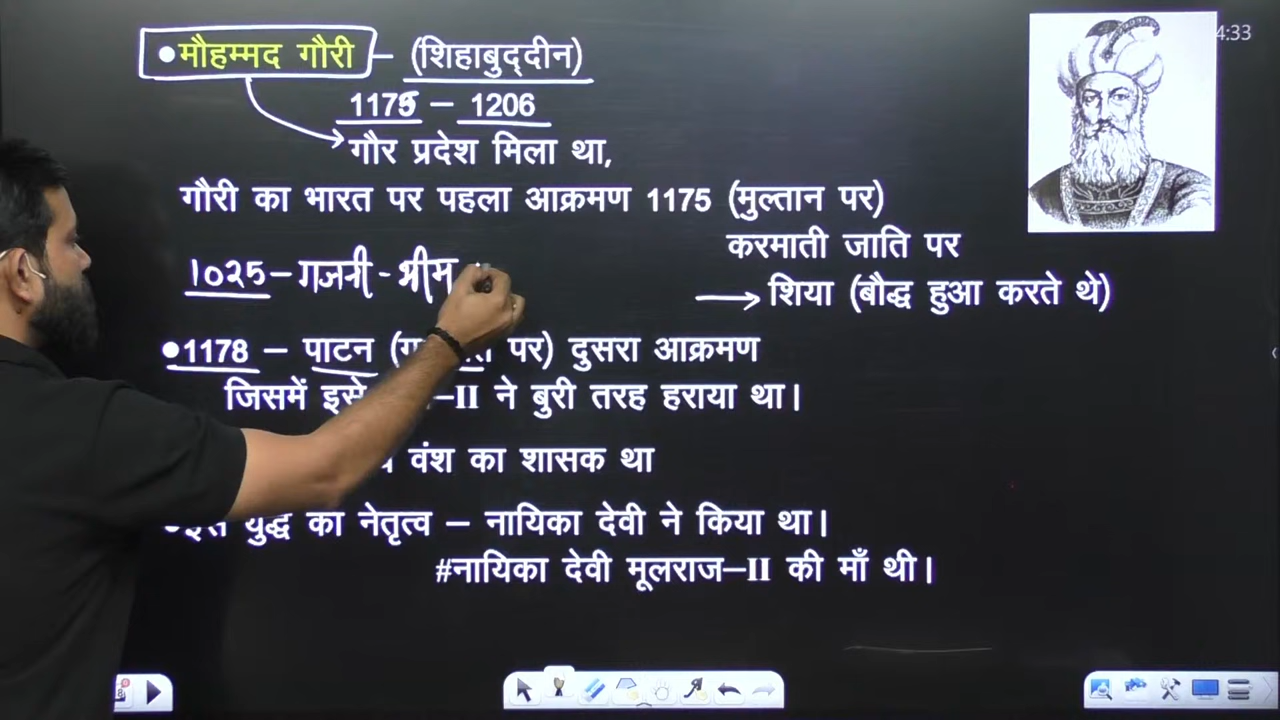 4:33
•मौहम्मद गौरी – (शिहाबुद्दीन)
1175 – 1206
गौर प्रदेश मिला था,
गौरी का भारत पर पहला आक्रमण 1175 (मुल्तान पर)
करमाती जाति पर
1025 – गजनी - भीम
→ शिया (बौद्ध हुआ करते थे)
•1178 – पाटन ( पर) दुसरा आक्रमण
जिसमें इसे –II ने बुरी तरह हराया था।
वंश का शासक था
युद्ध का नेतृत्व – नायिका देवी ने किया था।
#नायिका देवी मूलराज–II की माँ थी।